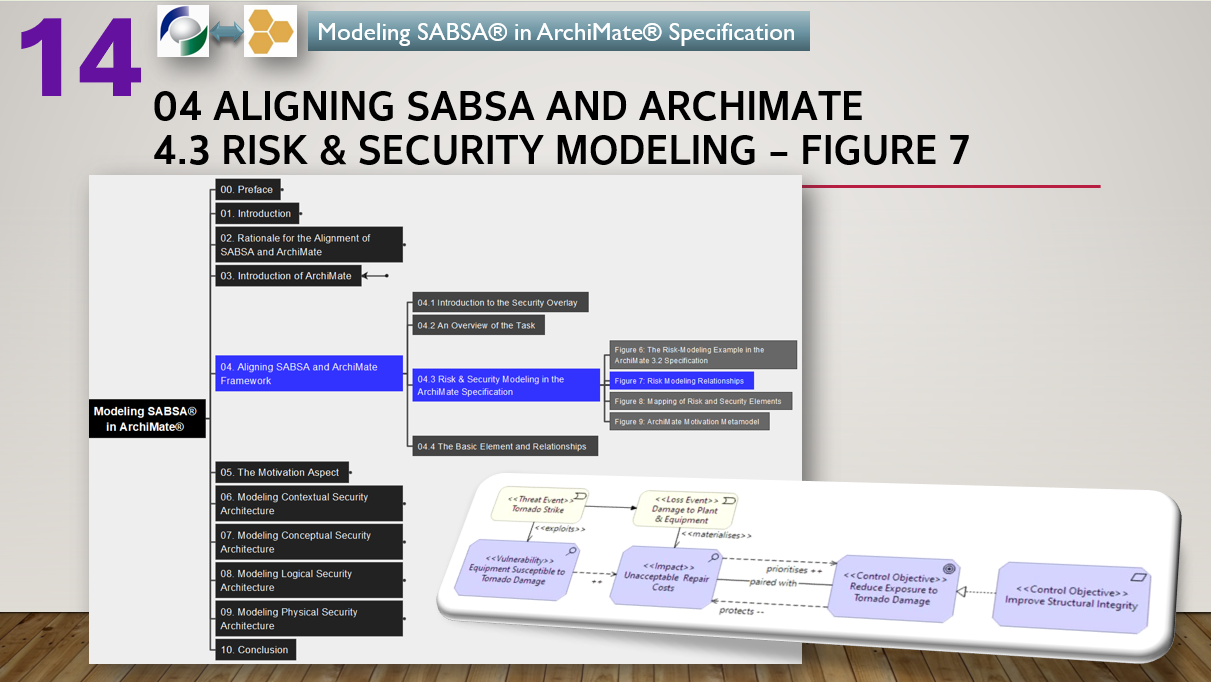 14
Modeling SABSA® in ArchiMate® Specification
04 ALIGNING SABSA AND ARCHIMATE
4.3 RISK & SECURITY MODELING – FIGURE 7
Modeling SABSA®
in ArchiMate®
00. Preface
01. Introduction
02. Rationale for the Alignment of
SABSA and ArchiMate
03. Introduction of ArchiMate
04. Aligning SABSA and ArchiMate
Framework
04.1 Introduction to the Security Overlay
04.2 An Overview of the Task
04.3 Risk & Security Modeling in the
ArchiMate Specification
Figure 6: The Risk-Modeling Example in the
ArchiMate 3.2 Specification
Figure 7: Risk Modeling Relationships
Figure 8: Mapping of Risk and Security Elements
Figure 9: ArchiMate Motivation Metamodel
04.4 The Basic Element and Relationships
05. The Motivation Aspect
06. Modeling Contextual Security
Architecture
07. Modeling Conceptual Security
Architecture
08. Modeling Logical Security
Architecture
09. Modeling Physical Security
Architecture
10. Conclusion
<<Threat Event>>
Tornado Strike
<<Loss Event>>
Damage to Plant
& Equipment
<<exploits>>
<<materialises>>
<<Vulnerability>>
Equipment Susceptible to
Tornado Damage
++
<<Impact>>
Unacceptable Repair
Costs
prioritises ++
paired with
protects --
<<Control Objective>>
Reduce Exposure to
Tornado Damage
<<Control Objective>>
Improve Structural Integrity